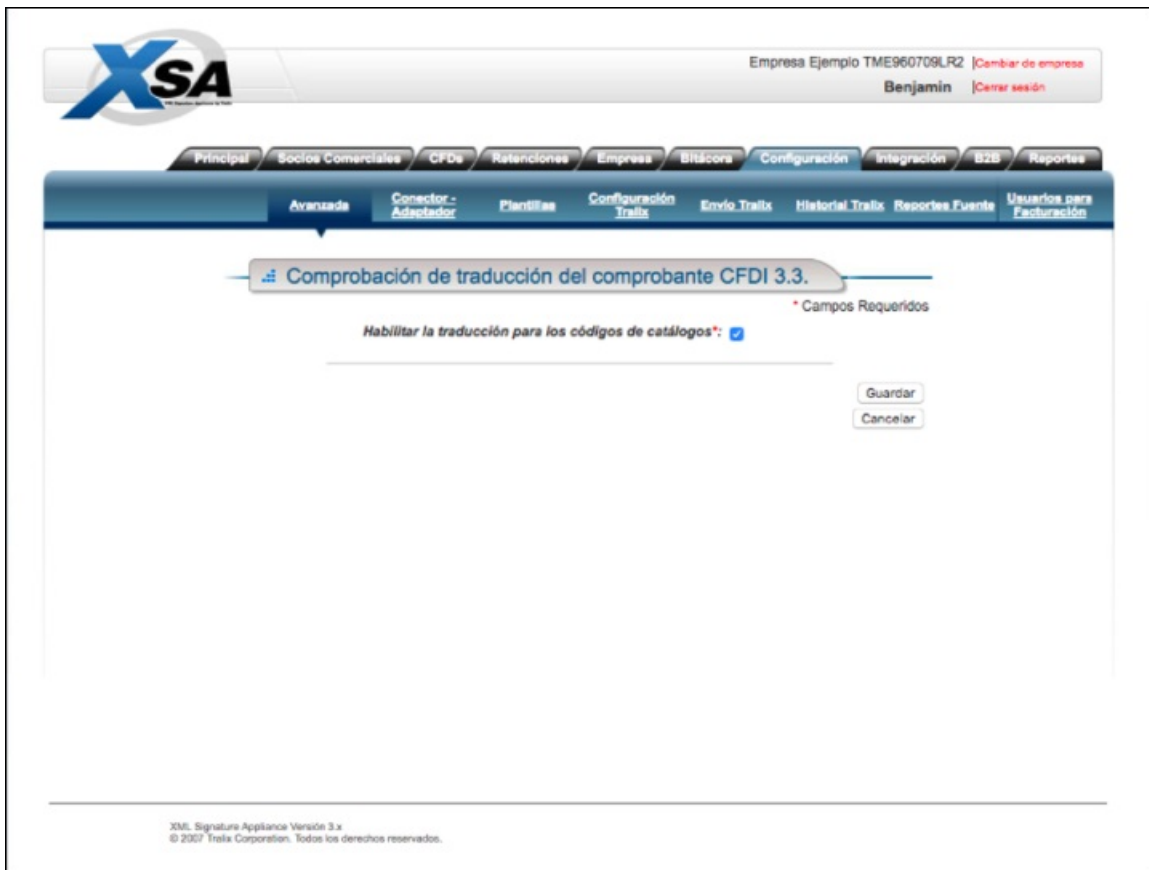 XSA
Empresa Ejemplo TME960709LR2 |Cambiar de empresa
Benjamin |Cerrar sesión
Principal Socios Comerciales CFDs Retenciones Empresa Bitácora Configuración Integración B2B Reportes
Avanzada Conector - Adaptador Plantillas Configuración Tralix Envío Tralix Historial Tralix Reportes Fuente Usuarios para Facturación
Comprobación de traducción del comprobante CFDI 3.3.
* Campos Requeridos
Habilitar la traducción para los códigos de catálogos*:
Guardar
Cancelar
XML Signature Appliance Versión 3.x
© 2007 Tralix Corporation. Todos los derechos reservados.